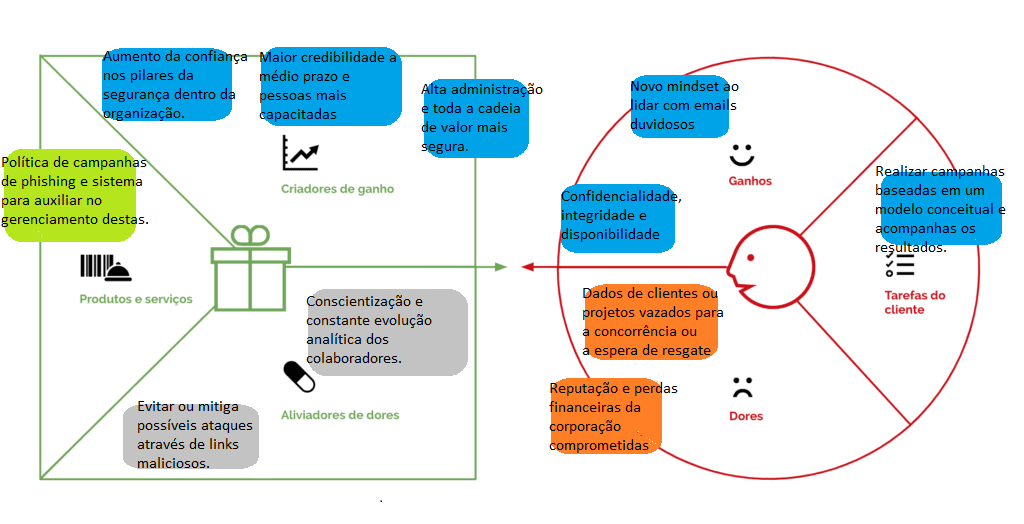 Aumento da confiança
nos pilares da
segurança dentro da
organização.
Maior credibilidade a
médio prazo e
pessoas mais
capacitadas
Alta administração
e toda a cadeia
de valor mais
segura.
Criadores de ganho
Política de campanhas
de phishing e sistema
para auxiliar no
gerenciamento destas.
Produtos e serviços
Conscientização e
constante evolução
analítica dos
colaboradores.
Aliviadores de dores
Evitar ou mitiga
possíveis ataques
através de links
maliciosos.
Novo mindset ao
lidar com emails
duvidosos
Ganhos
Confidencialidade,
integridade e
disponibilidade
Realizar campanhas
baseadas em um
modelo conceitual e
acompanhas os
resultados.
Tarefas do
cliente
Dados de clientes ou
projetos vazados para
a concorrência ou
a espera de resgate
Reputação e perdas
financeiras da
corporação
comprometidas
Dores